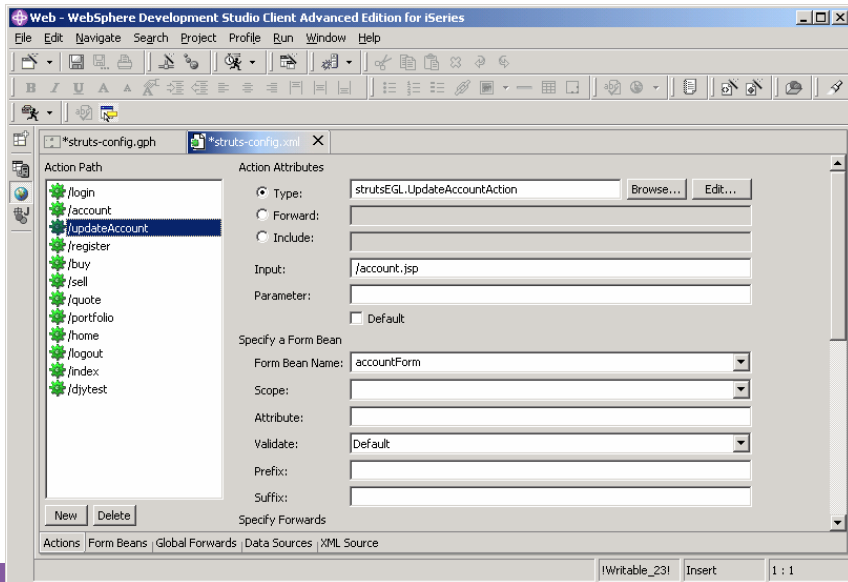 Web - WebSphere Development Studio Client Advanced Edition for iSeries
File Edit Navigate Search Project Profile Run Window Help
*struts-config.gph *struts-config.xml
Action Path
/login
/account
/updateAccount
/register
/buy
/sell
/quote
/portfolio
/home
/logout
/index
/djytest
New Delete
Action Attributes
Type: strutsEGL.UpdateAccountAction Browse... Edit...
Forward:
Include:
Input: /account.jsp
Parameter:
Default
Specify a Form Bean
Form Bean Name: accountForm
Scope:
Attribute:
Validate: Default
Prefix:
Suffix:
Specify Forwards
Actions Form Beans Global Forwards Data Sources XML Source
!Writable_23! Insert 1 : 1